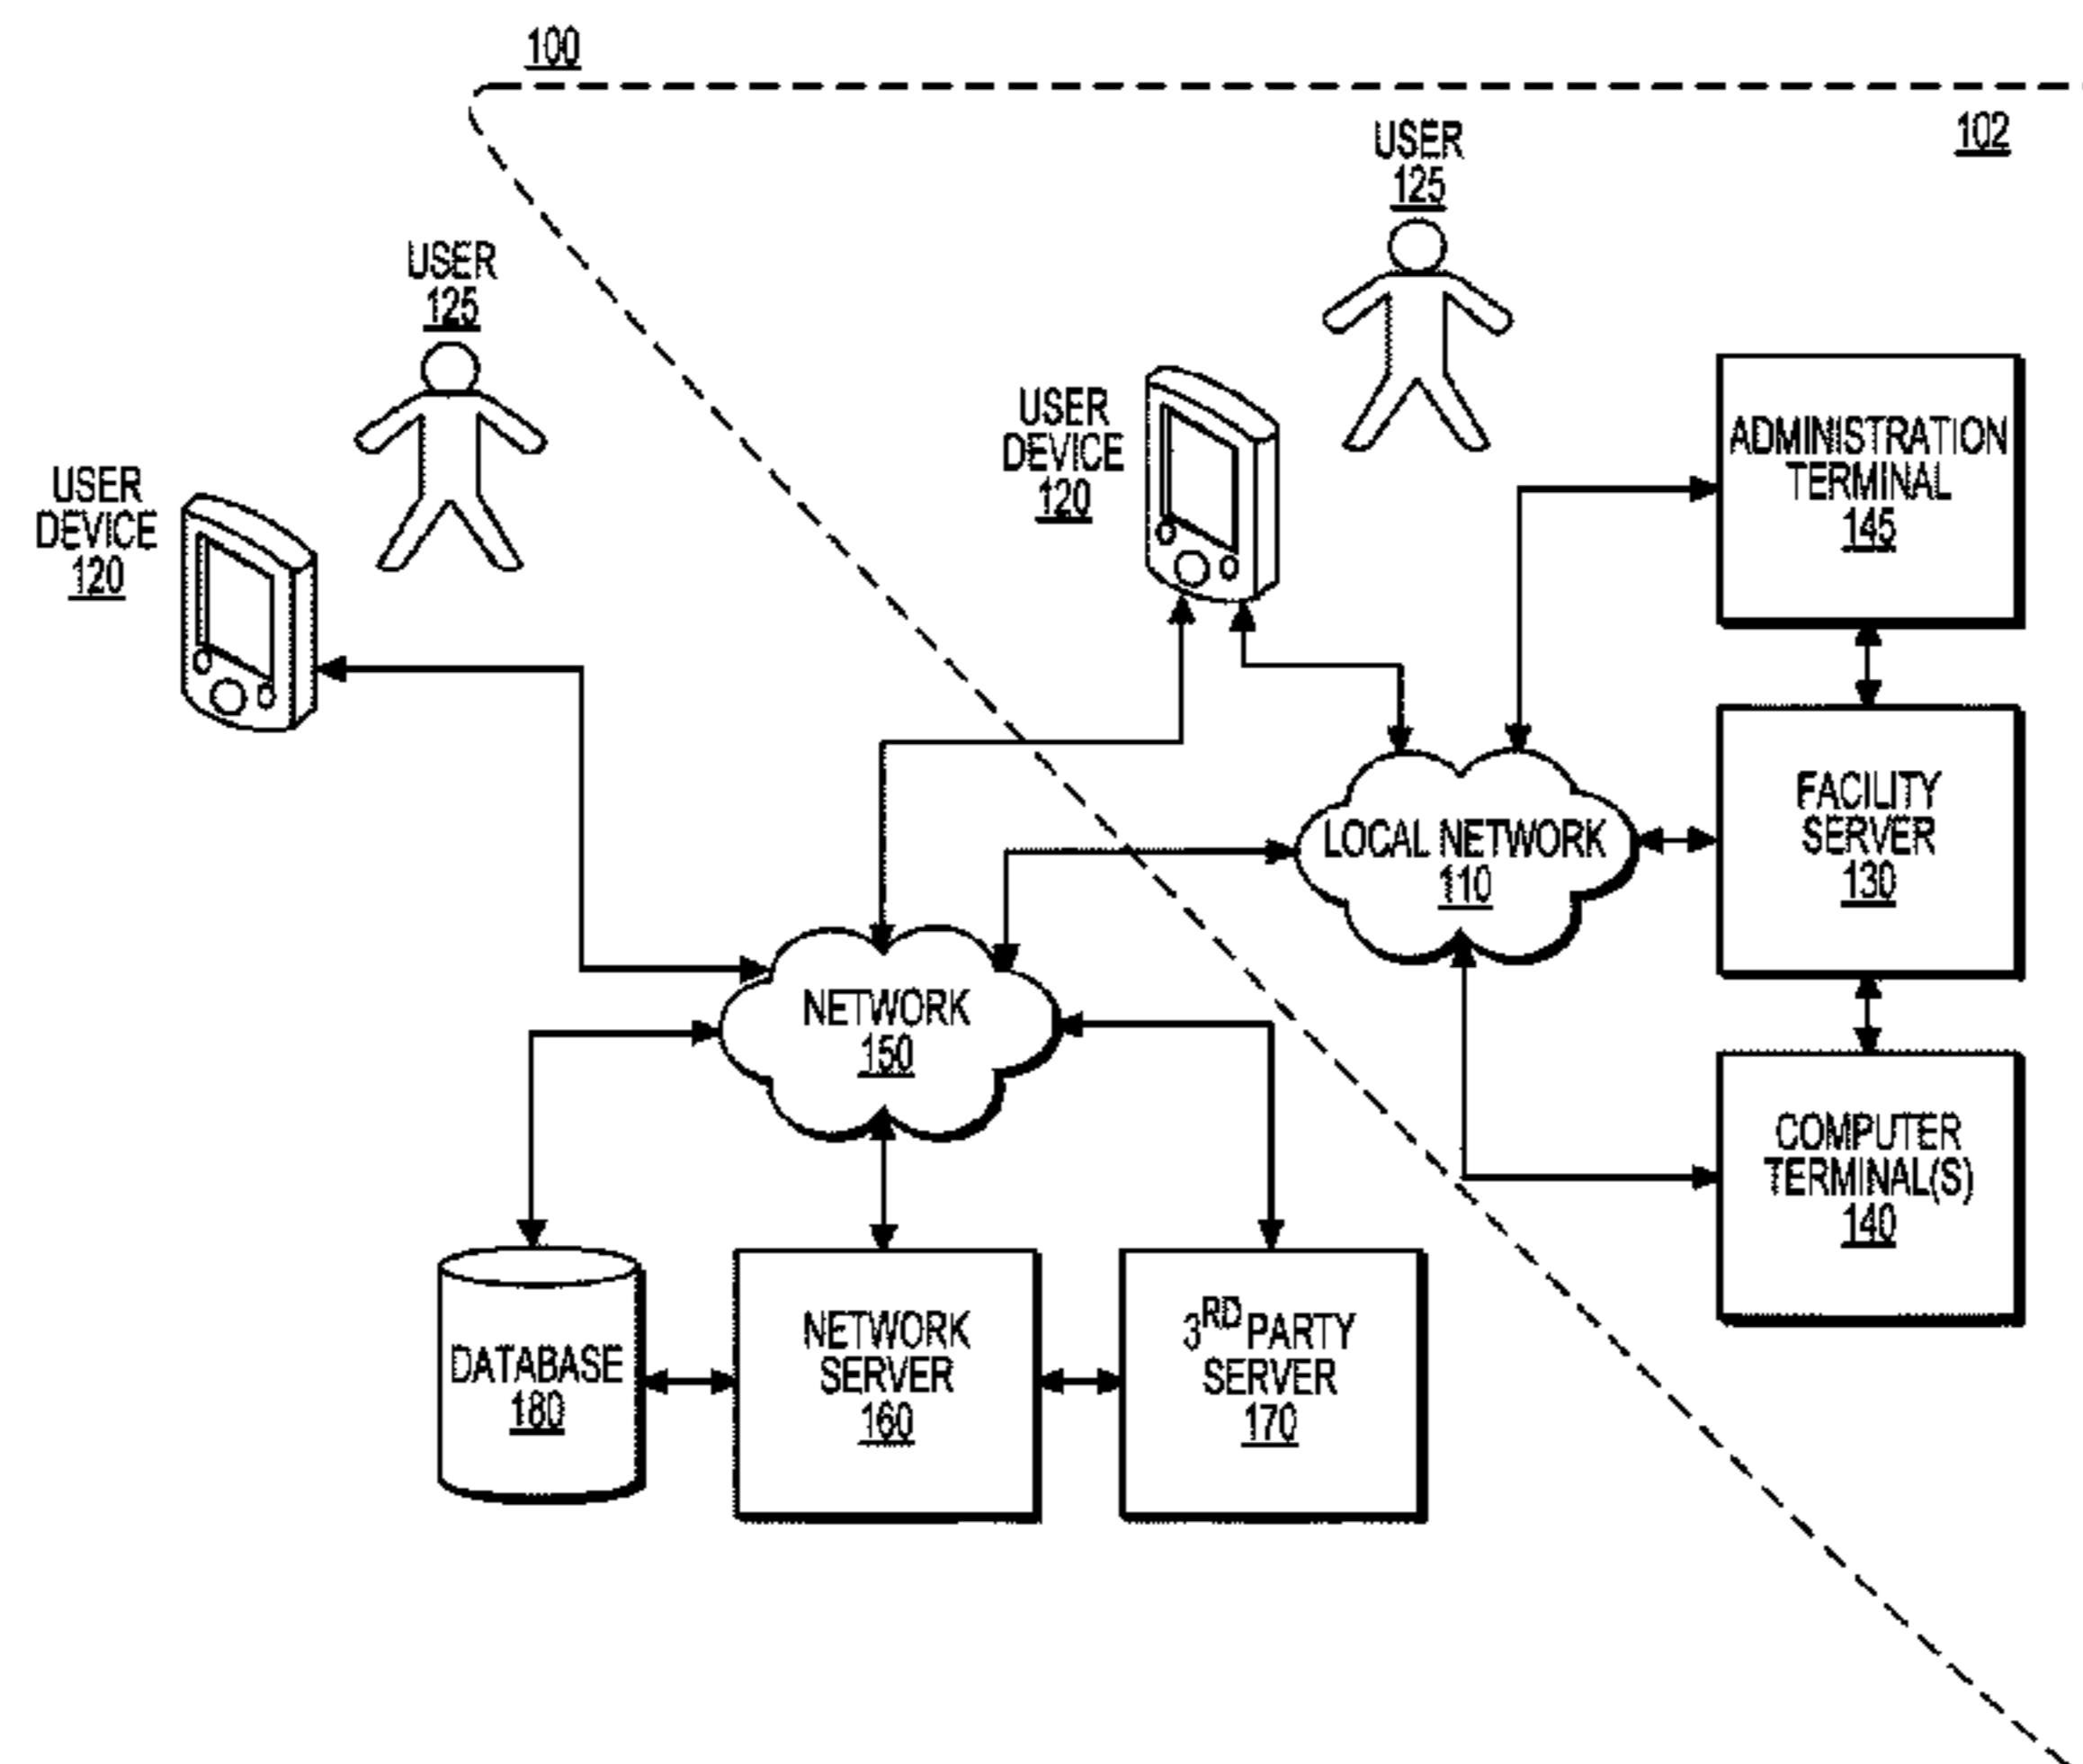 100
102
USER
125
USER
125
USER
DEVICE
120
USER
DEVICE
120
ADMINISTRATION
TERMINAL
145
FACILITY
SERVER
130
LOCAL NETWORK
110
NETWORK
150
COMPUTER
TERMINAL(S)
140
DATABASE
180
NETWORK
SERVER
160
3RD PARTY
SERVER
170